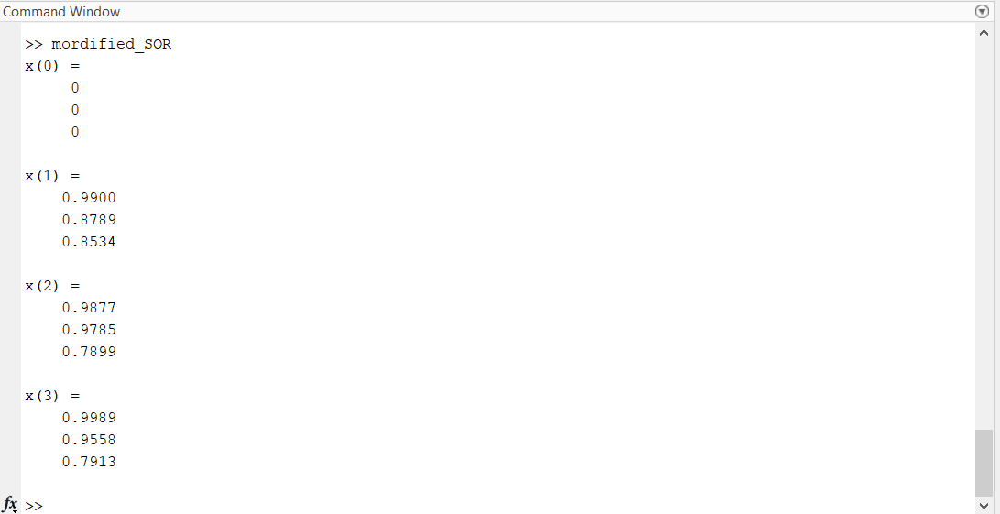 Command Window
>> mordified_SOR
x(0) =
0
0
0
x(1) =
0.9900
0.8789
0.8534
x(2) =
0.9877
0.9785
0.7899
x(3) =
0.9989
0.9558
0.7913
fx >>